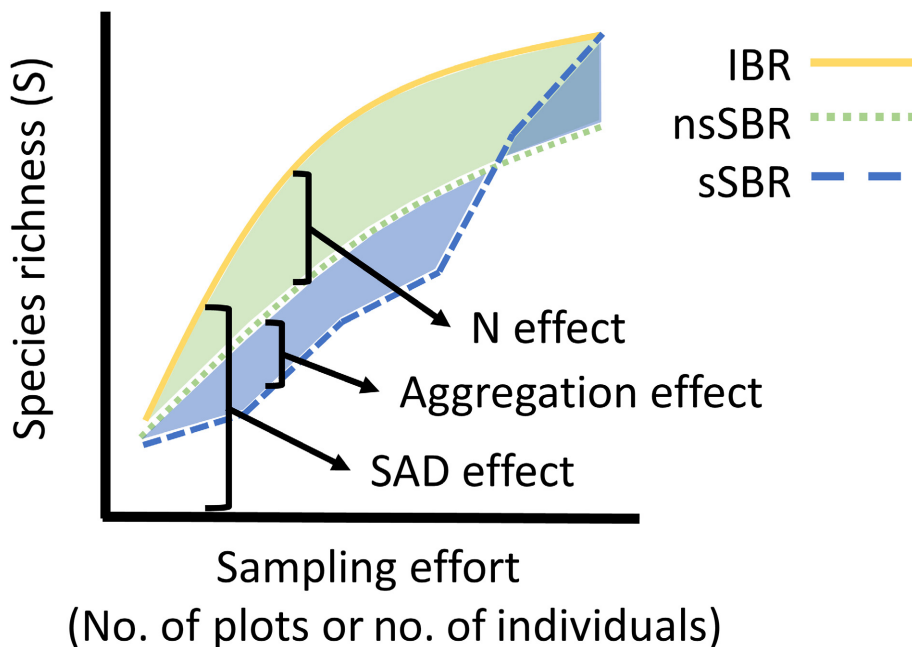 Species richness (S)
IBR
nsSBR
sSBR
N effect
Aggregation effect
SAD effect
Sampling effort
(No. of plots or no. of individuals)